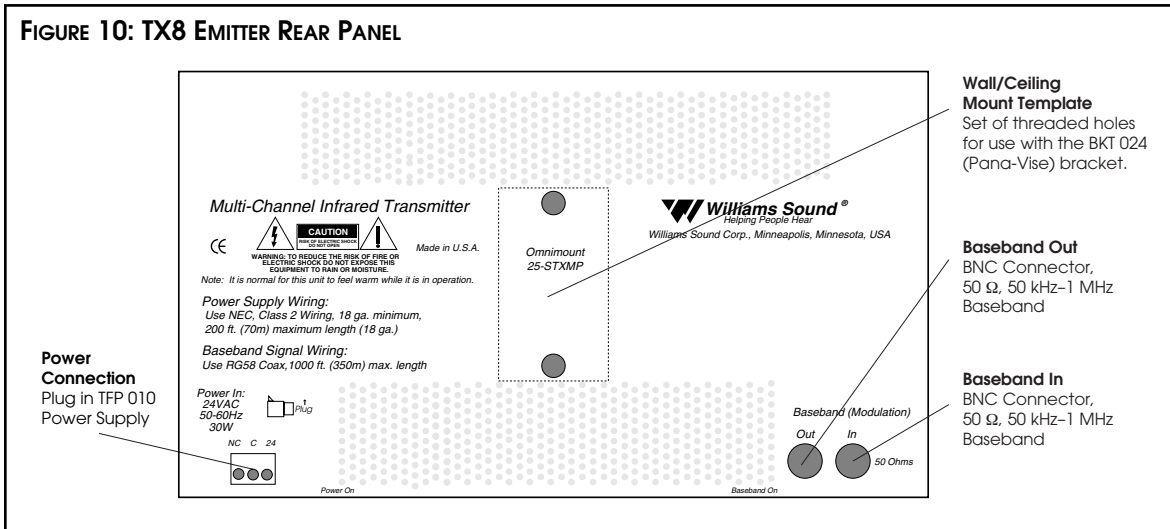 FIGURE 10: TX8 EMITTER REAR PANEL
Wall/Ceiling
Mount Template
Set of threaded holes
for use with the BKT 024
(Pana-Vise) bracket.
Multi-Channel Infrared Transmitter
CAUTION
RISK OF ELECTRIC SHOCK
DO NOT OPEN
CE
Made in U.S.A.
WARNING: TO REDUCE THE RISK OF FIRE OR
ELECTRIC SHOCK DO NOT EXPOSE THIS
EQUIPMENT TO RAIN OR MOISTURE.
Note: It is normal for this unit to feel warm while it is in operation.
Omnimount
25-STXMP
Williams Sound ®
Helping People Hear
Williams Sound Corp., Minneapolis, Minnesota, USA
Power Supply Wiring:
Use NEC, Class 2 Wiring, 18 ga. minimum,
200 ft. (70m) maximum length (18 ga.)
Baseband Signal Wiring:
Use RG58 Coax,1000 ft. (350m) max. length
Baseband Out
BNC Connector,
50 Ω, 50 kHz–1 MHz
Baseband
Power
Connection
Plug in TFP 010
Power Supply
Power In:
24VAC
50-60Hz
30W
Plug
NC C 24
Power On
Baseband (Modulation)
Out In
50 Ohms
Baseband On
Baseband In
BNC Connector,
50 Ω, 50 kHz–1 MHz
Baseband